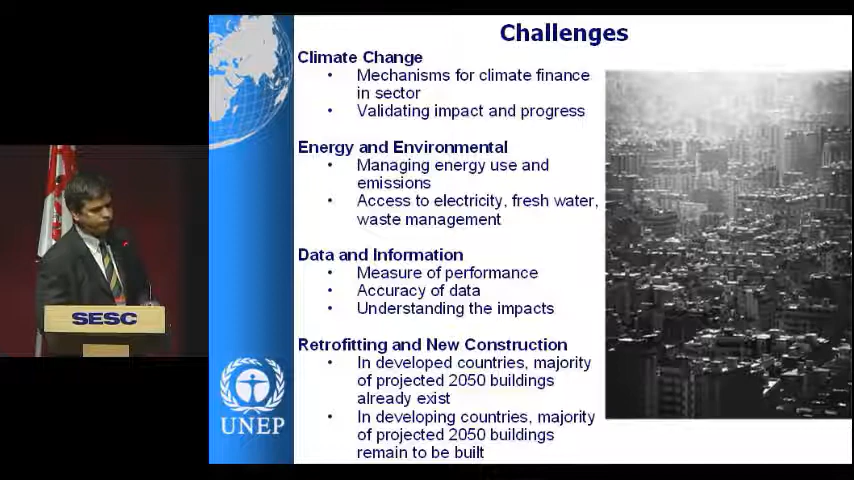 Challenges
Climate Change
• Mechanisms for climate finance
in sector
• Validating impact and progress
Energy and Environmental
• Managing energy use and
emissions
• Access to electricity, fresh water,
waste management
Data and Information
• Measure of performance
• Accuracy of data
• Understanding the impacts
Retrofitting and New Construction
• In developed countries, majority
of projected 2050 buildings
already exist
• In developing countries, majority
of projected 2050 buildings
remain to be built
SESC
UNEP